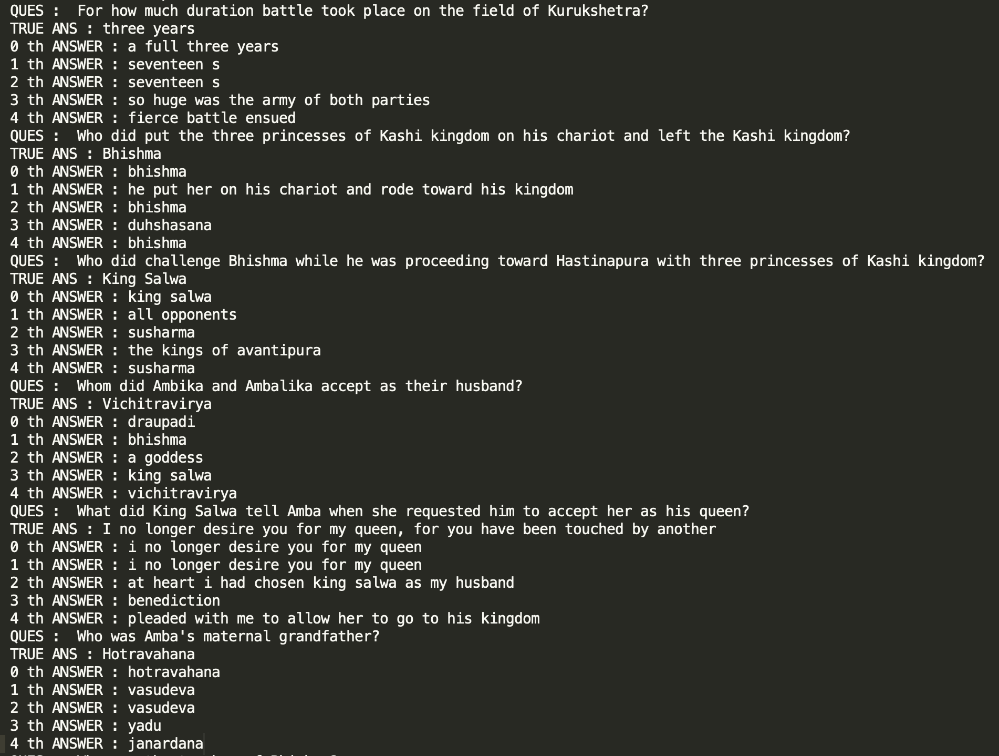 QUES :  For how much duration battle took place on the field of Kurukshetra?
TRUE ANS : three years
0 th ANSWER : a full three years
1 th ANSWER : seventeen s
2 th ANSWER : seventeen s
3 th ANSWER : so huge was the army of both parties
4 th ANSWER : fierce battle ensued
QUES :  Who did put the three princesses of Kashi kingdom on his chariot and left the Kashi kingdom?
TRUE ANS : Bhishma
0 th ANSWER : bhishma
1 th ANSWER : he put her on his chariot and rode toward his kingdom
2 th ANSWER : bhishma
3 th ANSWER : duhshasana
4 th ANSWER : bhishma
QUES :  Who did challenge Bhishma while he was proceeding toward Hastinapura with three princesses of Kashi kingdom?
TRUE ANS : King Salwa
0 th ANSWER : king salwa
1 th ANSWER : all opponents
2 th ANSWER : susharma
3 th ANSWER : the kings of avantipura
4 th ANSWER : susharma
QUES :  Whom did Ambika and Ambalika accept as their husband?
TRUE ANS : Vichitravirya
0 th ANSWER : draupadi
1 th ANSWER : bhishma
2 th ANSWER : a goddess
3 th ANSWER : king salwa
4 th ANSWER : vichitravirya
QUES :  What did King Salwa tell Amba when she requested him to accept her as his queen?
TRUE ANS : I no longer desire you for my queen, for you have been touched by another
0 th ANSWER : i no longer desire you for my queen
1 th ANSWER : i no longer desire you for my queen
2 th ANSWER : at heart i had chosen king salwa as my husband
3 th ANSWER : benediction
4 th ANSWER : pleaded with me to allow her to go to his kingdom
QUES :  Who was Amba's maternal grandfather?
TRUE ANS : Hotravahana
0 th ANSWER : hotravahana
1 th ANSWER : vasudeva
2 th ANSWER : vasudeva
3 th ANSWER : yadu
4 th ANSWER : janardana